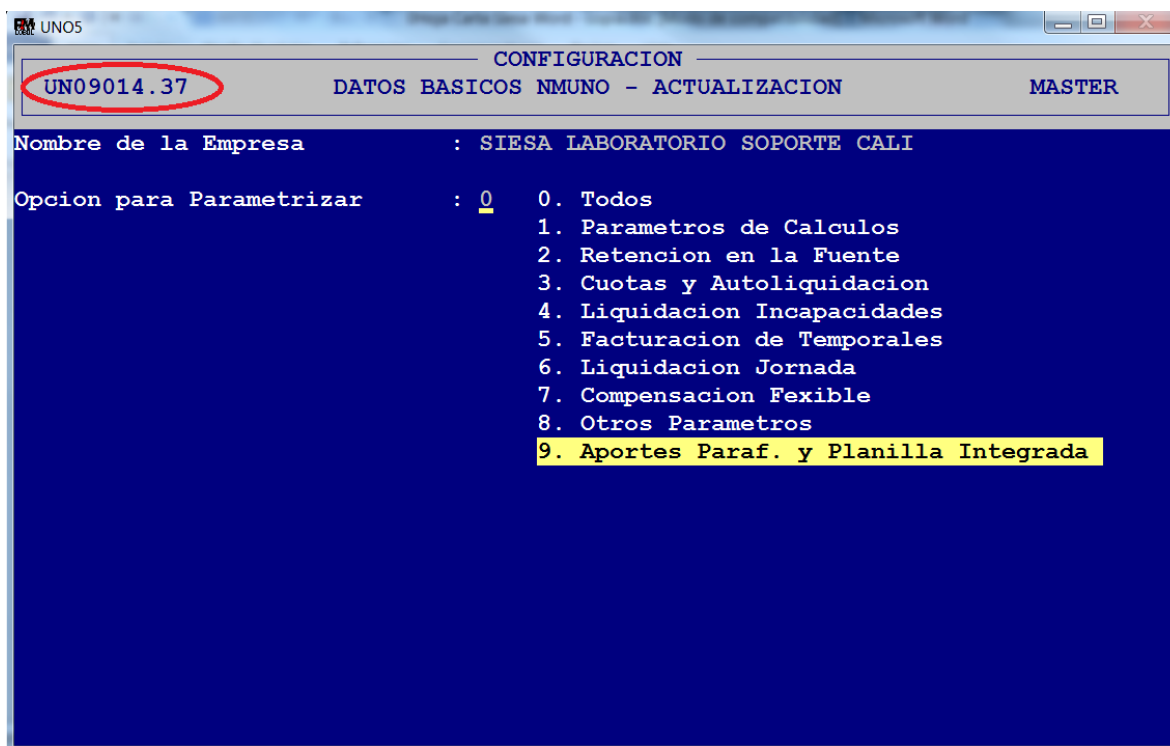 UNO5
CONFIGURACION
UN09014.37 DATOS BASICOS NMUNO - ACTUALIZACION MASTER
Nombre de la Empresa : SIESA LABORATORIO SOPORTE CALI
Opcion para Parametrizar : 0 0. Todos
1. Parametros de Calculos
2. Retencion en la Fuente
3. Cuotas y Autoliquidacion
4. Liquidacion Incapacidades
5. Facturacion de Temporales
6. Liquidacion Jornada
7. Compensacion Fexible
8. Otros Parametros
9. Aportes Paraf. y Planilla Integrada